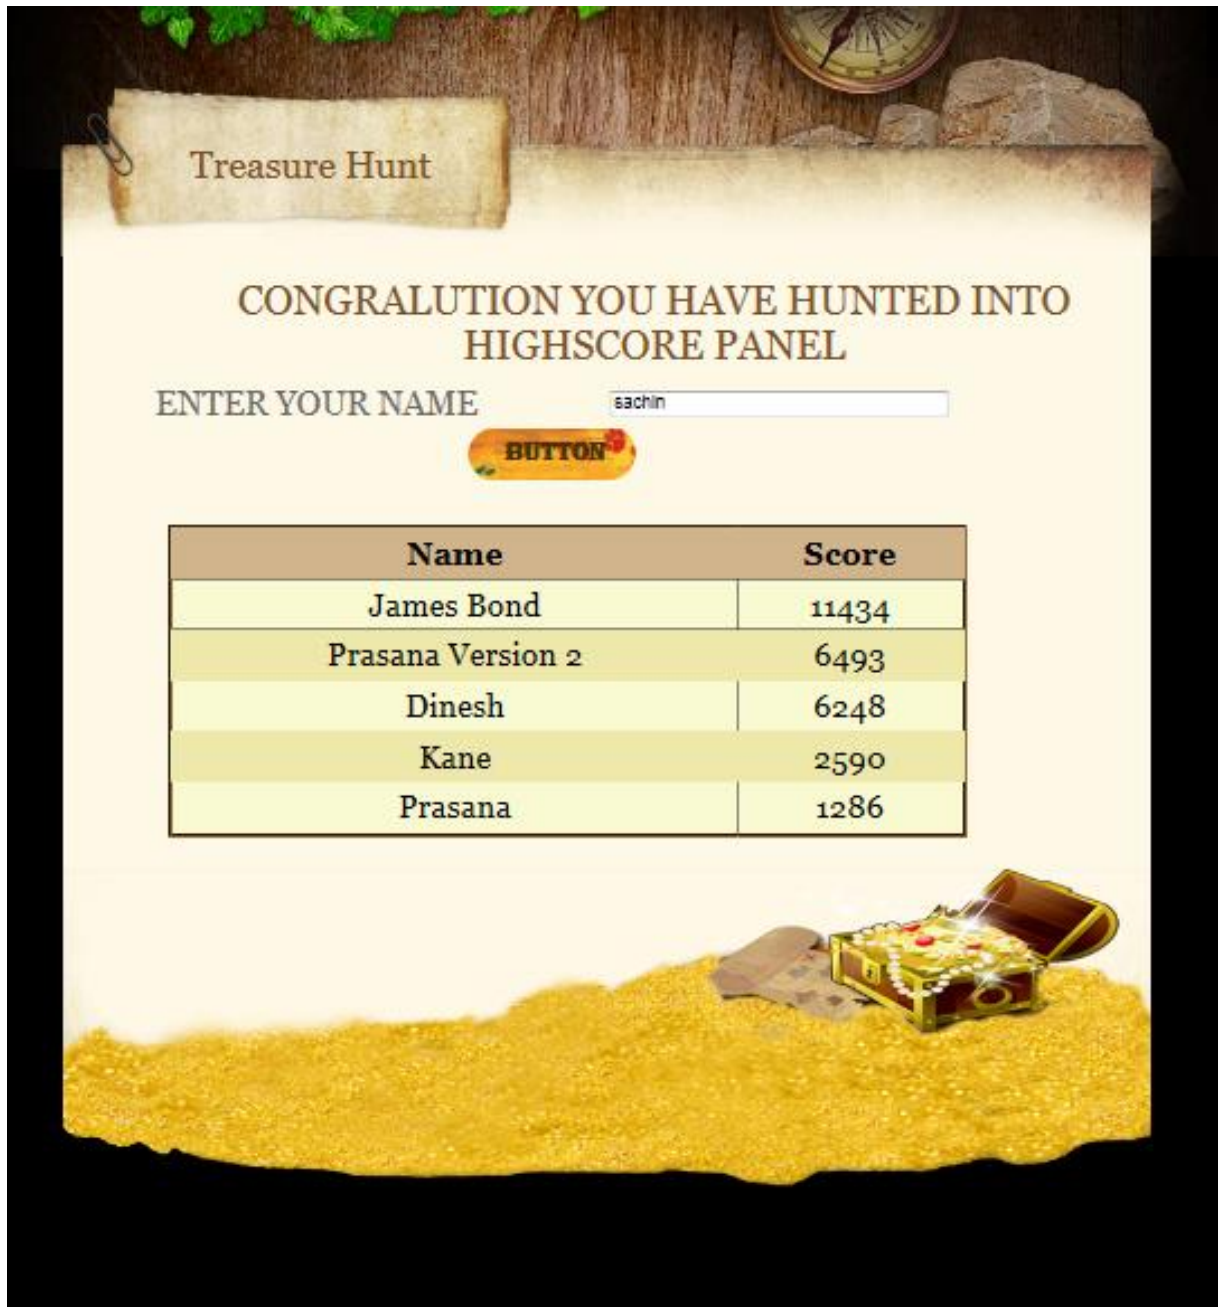 Treasure Hunt
CONGRALUTION YOU HAVE HUNTED INTO
HIGHSCORE PANEL
ENTER YOUR NAME sachin
BUTTON
Name Score
James Bond 11434
Prasana Version 2 6493
Dinesh 6248
Kane 2590
Prasana 1286